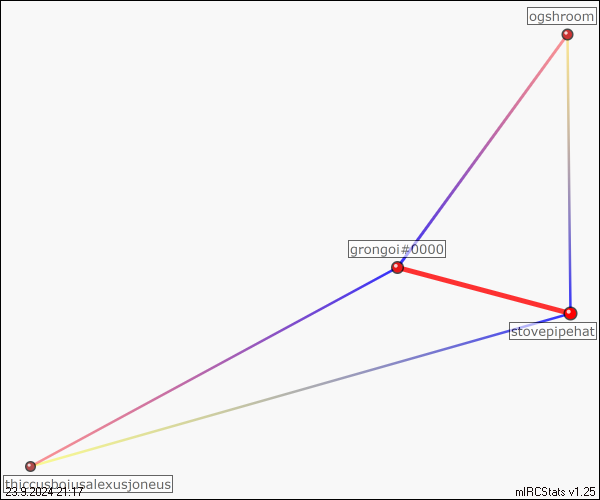 ogshroom
grongoi#0000
stovepipehat
thiccusboiusalexusjoneus
23.9.2024 21:17
mIRCStats v1.25